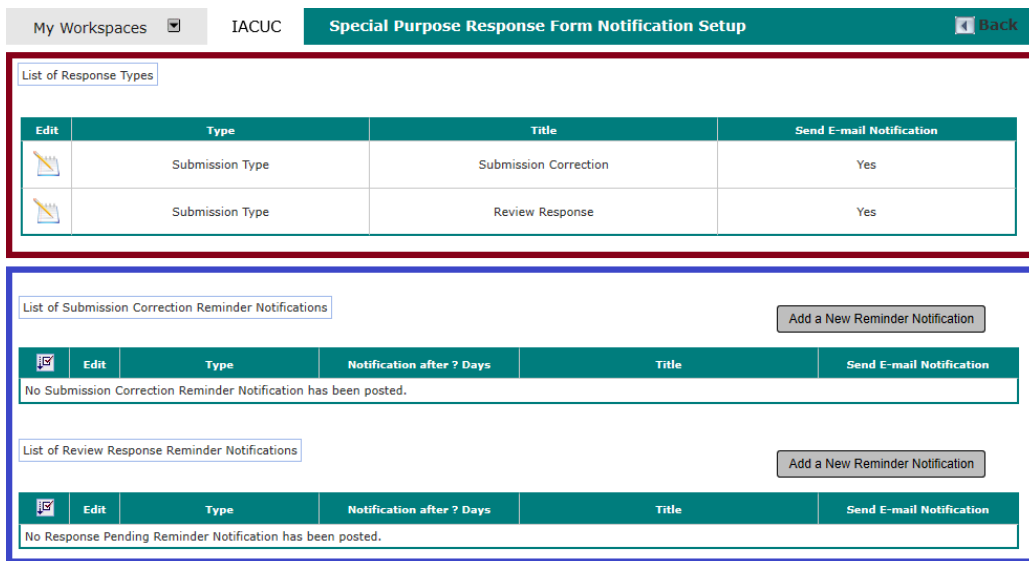 My Workspaces IACUC Special Purpose Response Form Notification Setup Back
List of Response Types
Edit Type Title Send E-mail Notification
Submission Type Submission Correction Yes
Submission Type Review Response Yes
List of Submission Correction Reminder Notifications
Add a New Reminder Notification
Edit Type Notification after ? Days Title Send E-mail Notification
No Submission Correction Reminder Notification has been posted.
List of Review Response Reminder Notifications
Add a New Reminder Notification
Edit Type Notification after ? Days Title Send E-mail Notification
No Response Pending Reminder Notification has been posted.